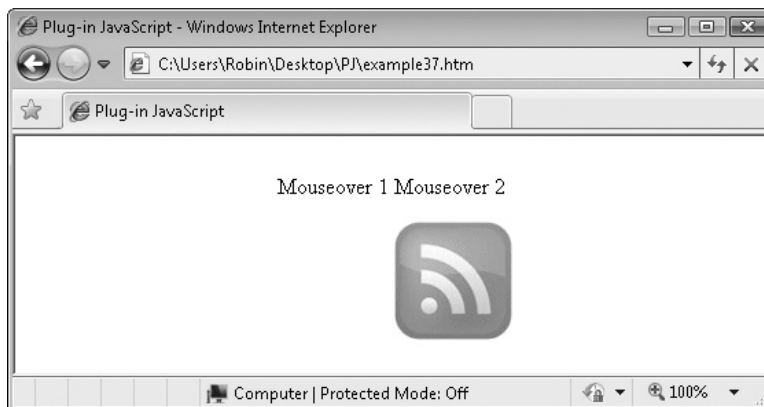 Plug-in JavaScript - Windows Internet Explorer
C:\Users\Robin\Desktop\PJ\example37.htm
Plug-in JavaScript
Mouseover 1 Mouseover 2
Computer | Protected Mode: Off
100%